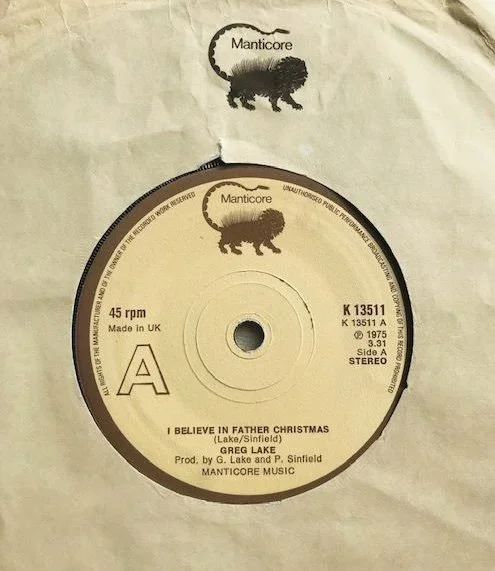 Manticore
Manticore
ALL RIGHTS OF THE MANUFACTURER AND OF THE OWNER OF THE RECORDED WORK RESERVED
UNAUTHORISED PUBLIC PERFORMANCE BROADCASTING AND COPYING OF THIS RECORD PROHIBITED
45 rpm
Made in UK
A
K 13511
K 13511 A
℗ 1975
3.31
Side A
STEREO
I BELIEVE IN FATHER CHRISTMAS
(Lake/Sinfield)
GREG LAKE
Prod. by G. Lake and P. Sinfield
MANTICORE MUSIC